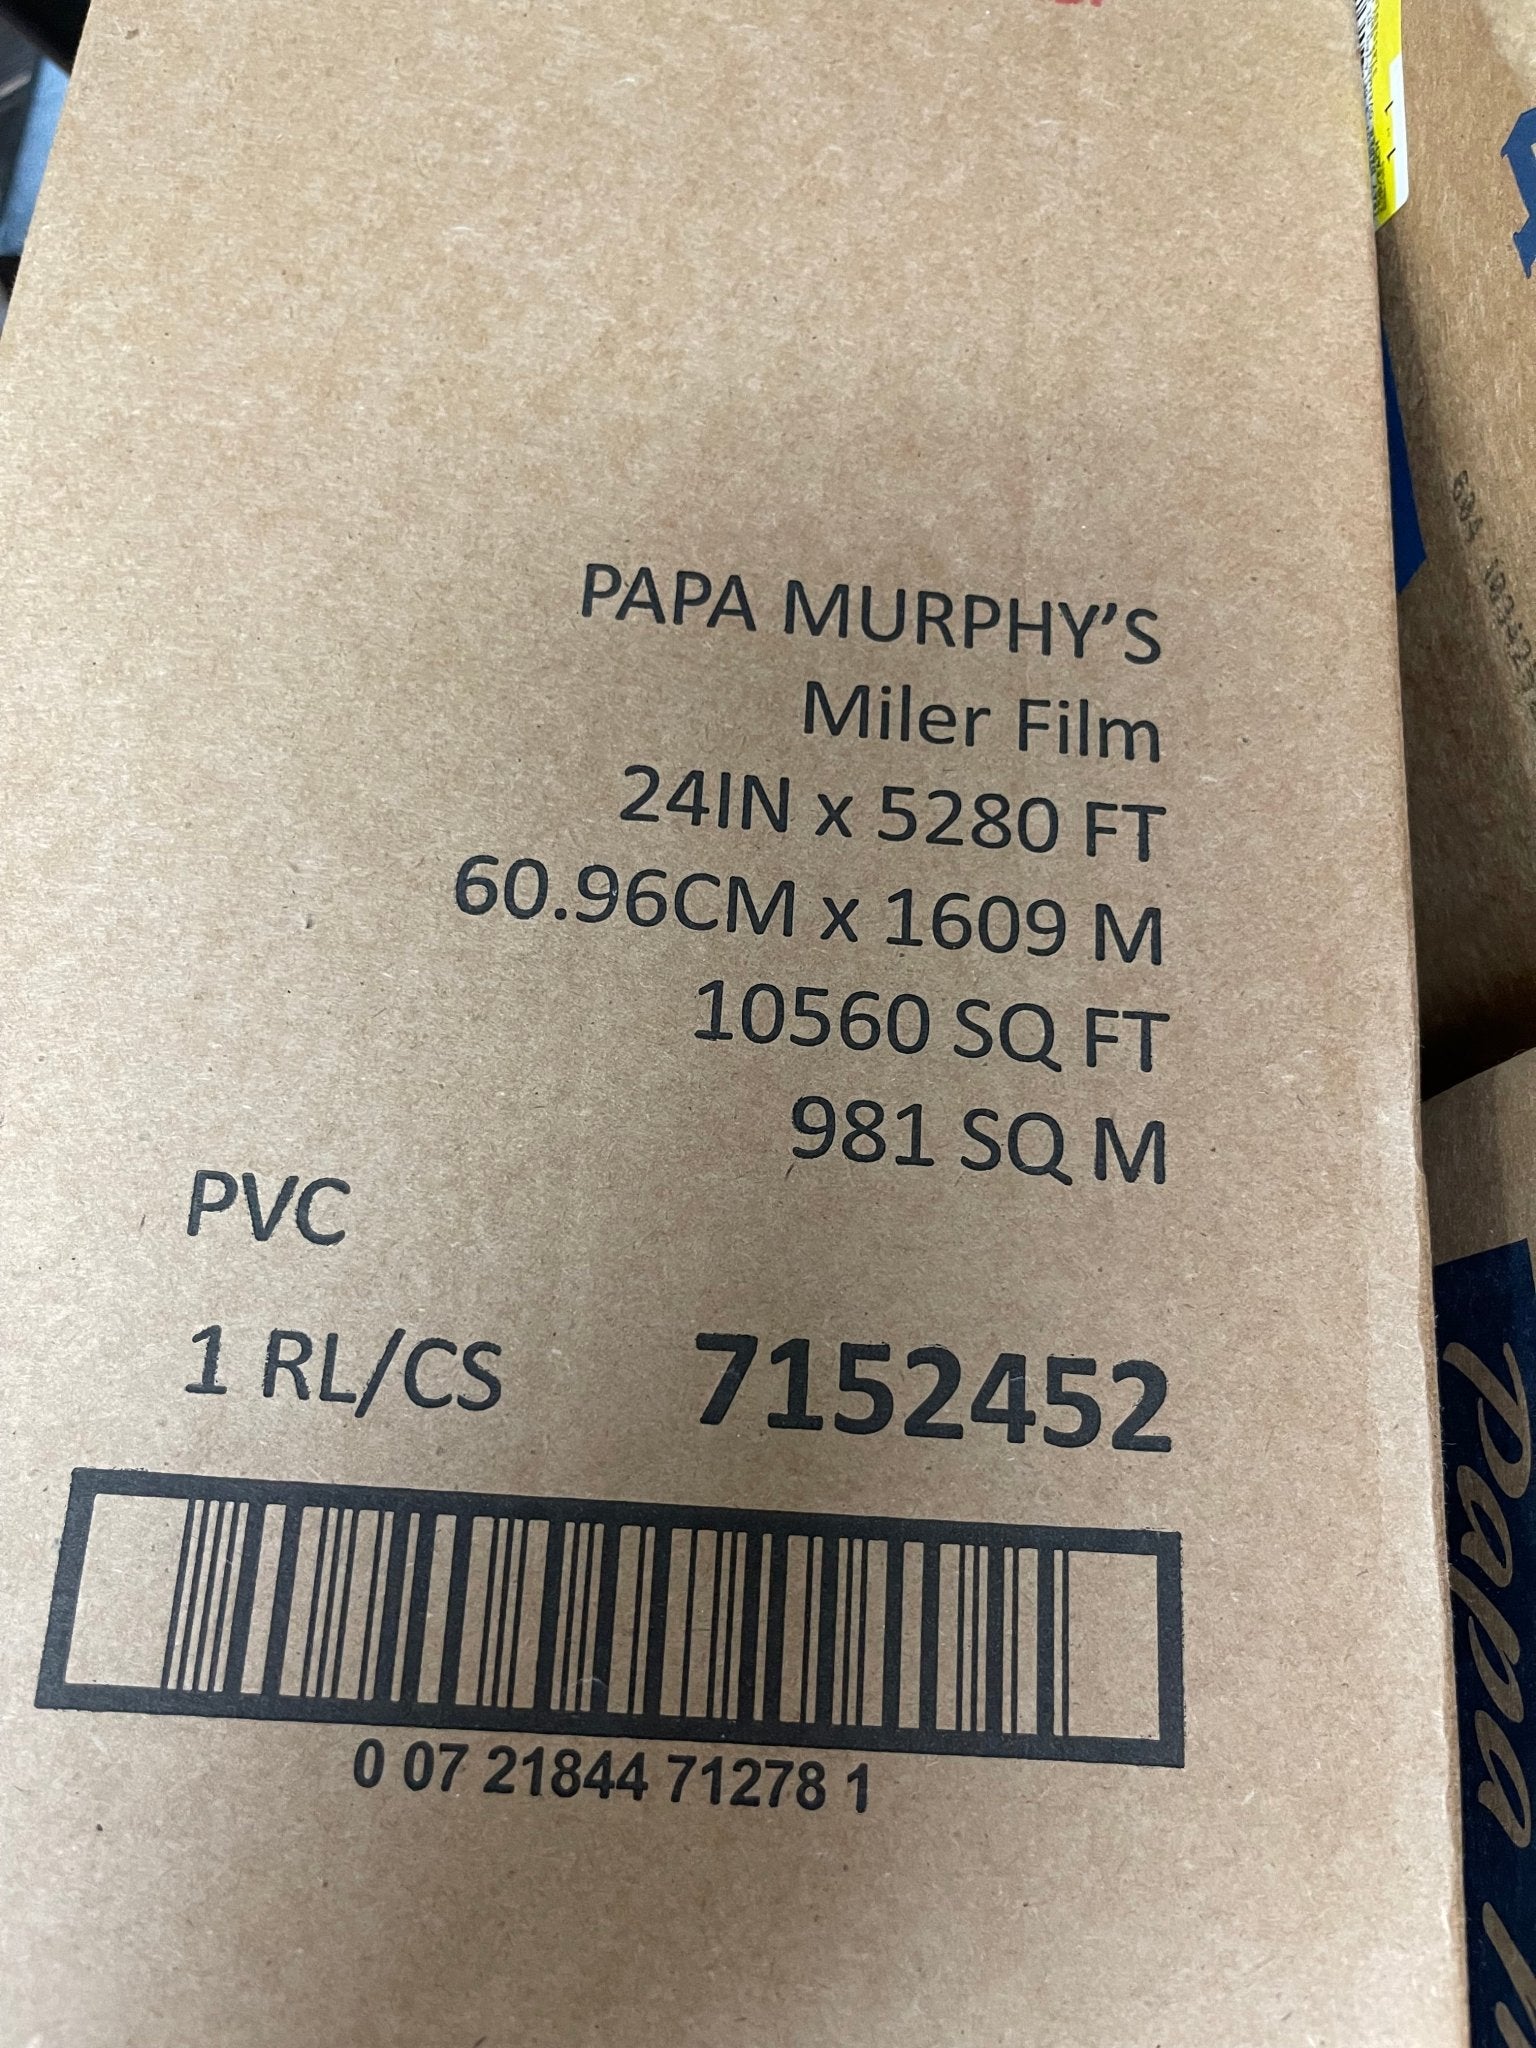 PAPA MURPHY'S
Miler Film
24IN x 5280 FT
60.96CM x 1609 M
10560 SQ FT
981 SQ M
PVC
1 RL/CS 7152452
0 07 21844 71278 1
papa